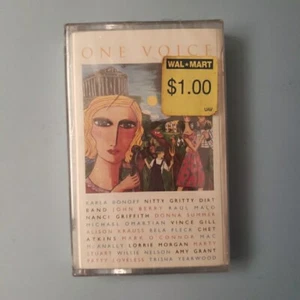 ONE VOICE
WAL★MART
$1.00
KARLA BONOFF NITTY GRITTY DIRT
BAND JOHN BERRY RAUL MALO
NANCI GRIFFITH DONNA SUMMER
MICHAEL OMARTIAN VINCE GILL
ALISON KRAUSS BELA FLECK CHET
ATKINS MARK O'CONNOR MAC
McANALLY LORRIE MORGAN MARTY
STUART WILLIE NELSON AMY GRANT
PATTY LOVELESS TRISHA YEARWOOD